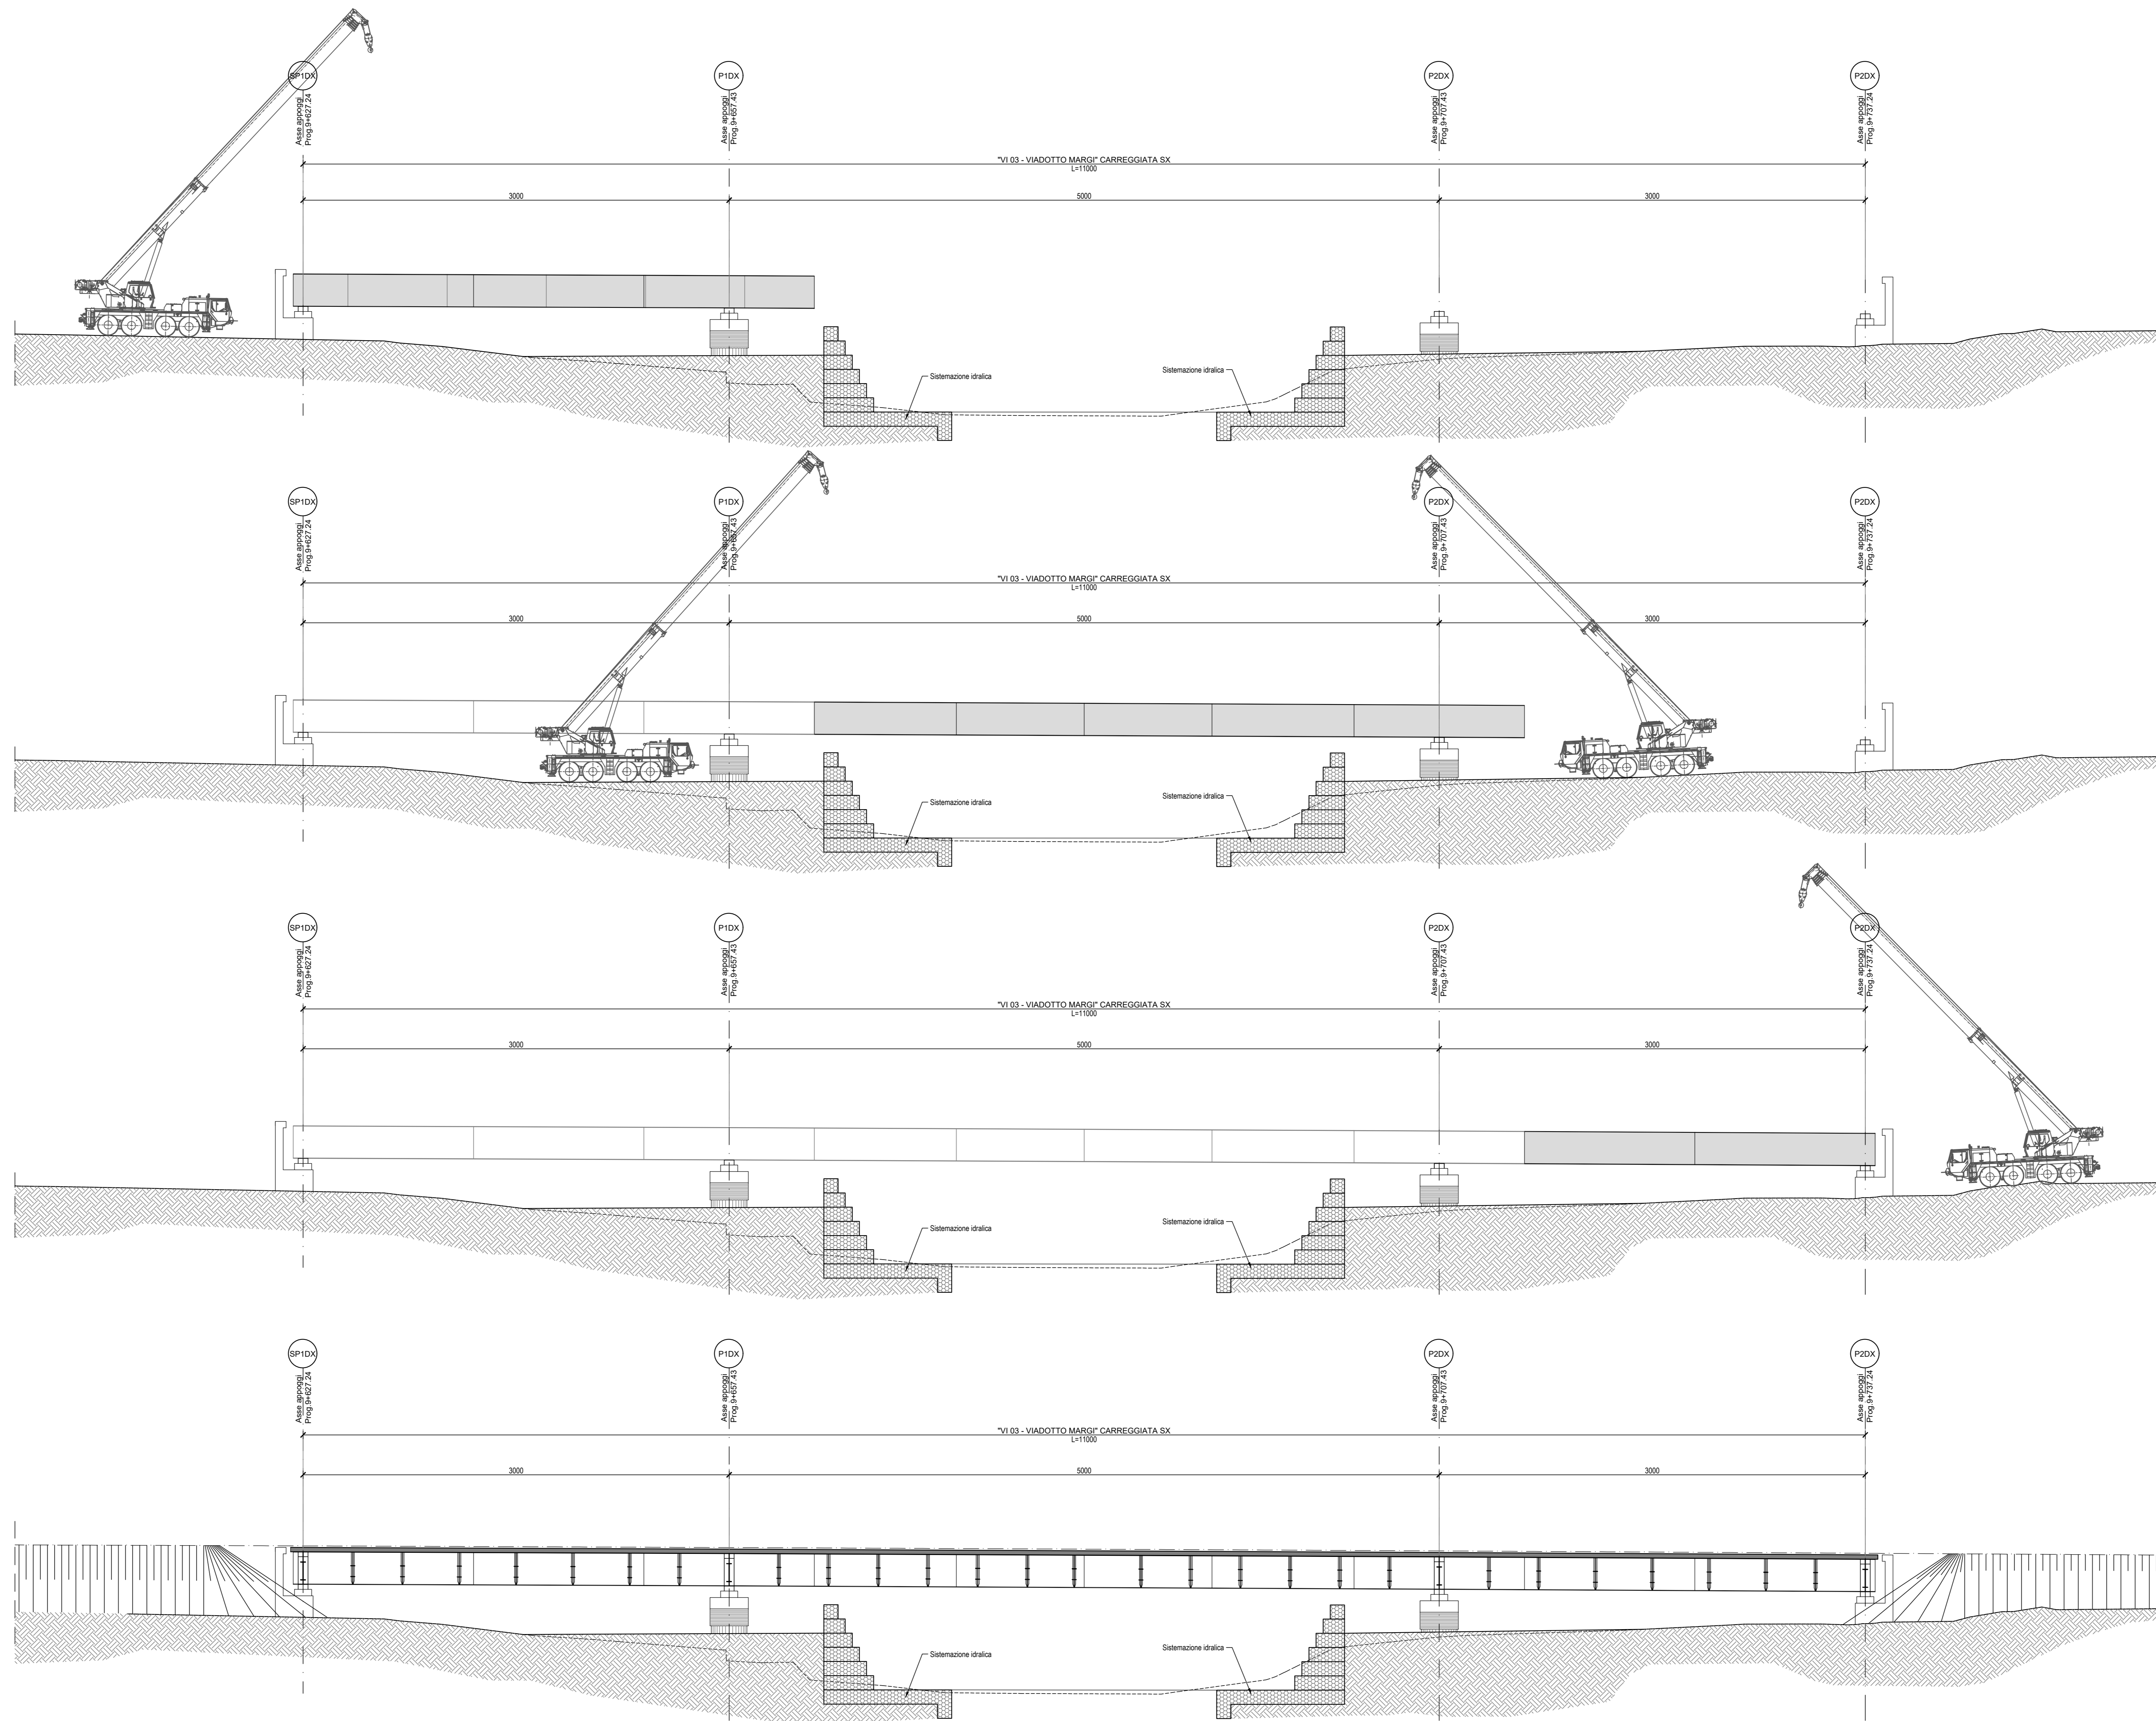 SP1DX
P1DX
P2DX
P2DX
Asse appoggi
Prog.9+627.24
Asse appoggi
Prog.9+657.43
Asse appoggi
Prog.9+707.43
Asse appoggi
Prog.9+737.24
"VI 03 - VIADOTTO MARGI" CARREGGIATA SX
L=11000
3000
5000
3000
Sistemazione idralica
Sistemazione idralica
SP1DX
P1DX
P2DX
P2DX
Asse appoggi
Prog.9+627.24
Asse appoggi
Prog.9+657.43
Asse appoggi
Prog.9+707.43
Asse appoggi
Prog.9+737.24
"VI 03 - VIADOTTO MARGI" CARREGGIATA SX
L=11000
3000
5000
3000
Sistemazione idralica
Sistemazione idralica
SP1DX
P1DX
P2DX
P2DX
Asse appoggi
Prog.9+627.24
Asse appoggi
Prog.9+657.43
Asse appoggi
Prog.9+707.43
Asse appoggi
Prog.9+737.24
"VI 03 - VIADOTTO MARGI" CARREGGIATA SX
L=11000
3000
5000
3000
Sistemazione idralica
Sistemazione idralica
SP1DX
P1DX
P2DX
P2DX
Asse appoggi
Prog.9+627.24
Asse appoggi
Prog.9+657.43
Asse appoggi
Prog.9+707.43
Asse appoggi
Prog.9+737.24
"VI 03 - VIADOTTO MARGI" CARREGGIATA SX
L=11000
3000
5000
3000
Sistemazione idralica
Sistemazione idralica